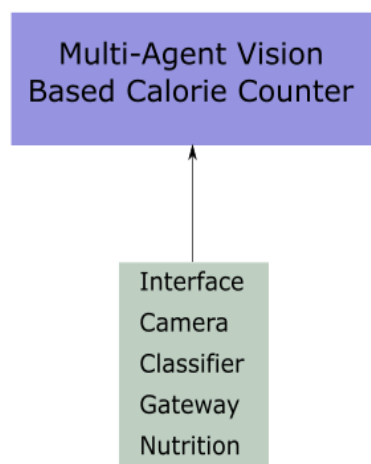 Multi-Agent Vision
Based Calorie Counter
Interface
Camera
Classifier
Gateway
Nutrition